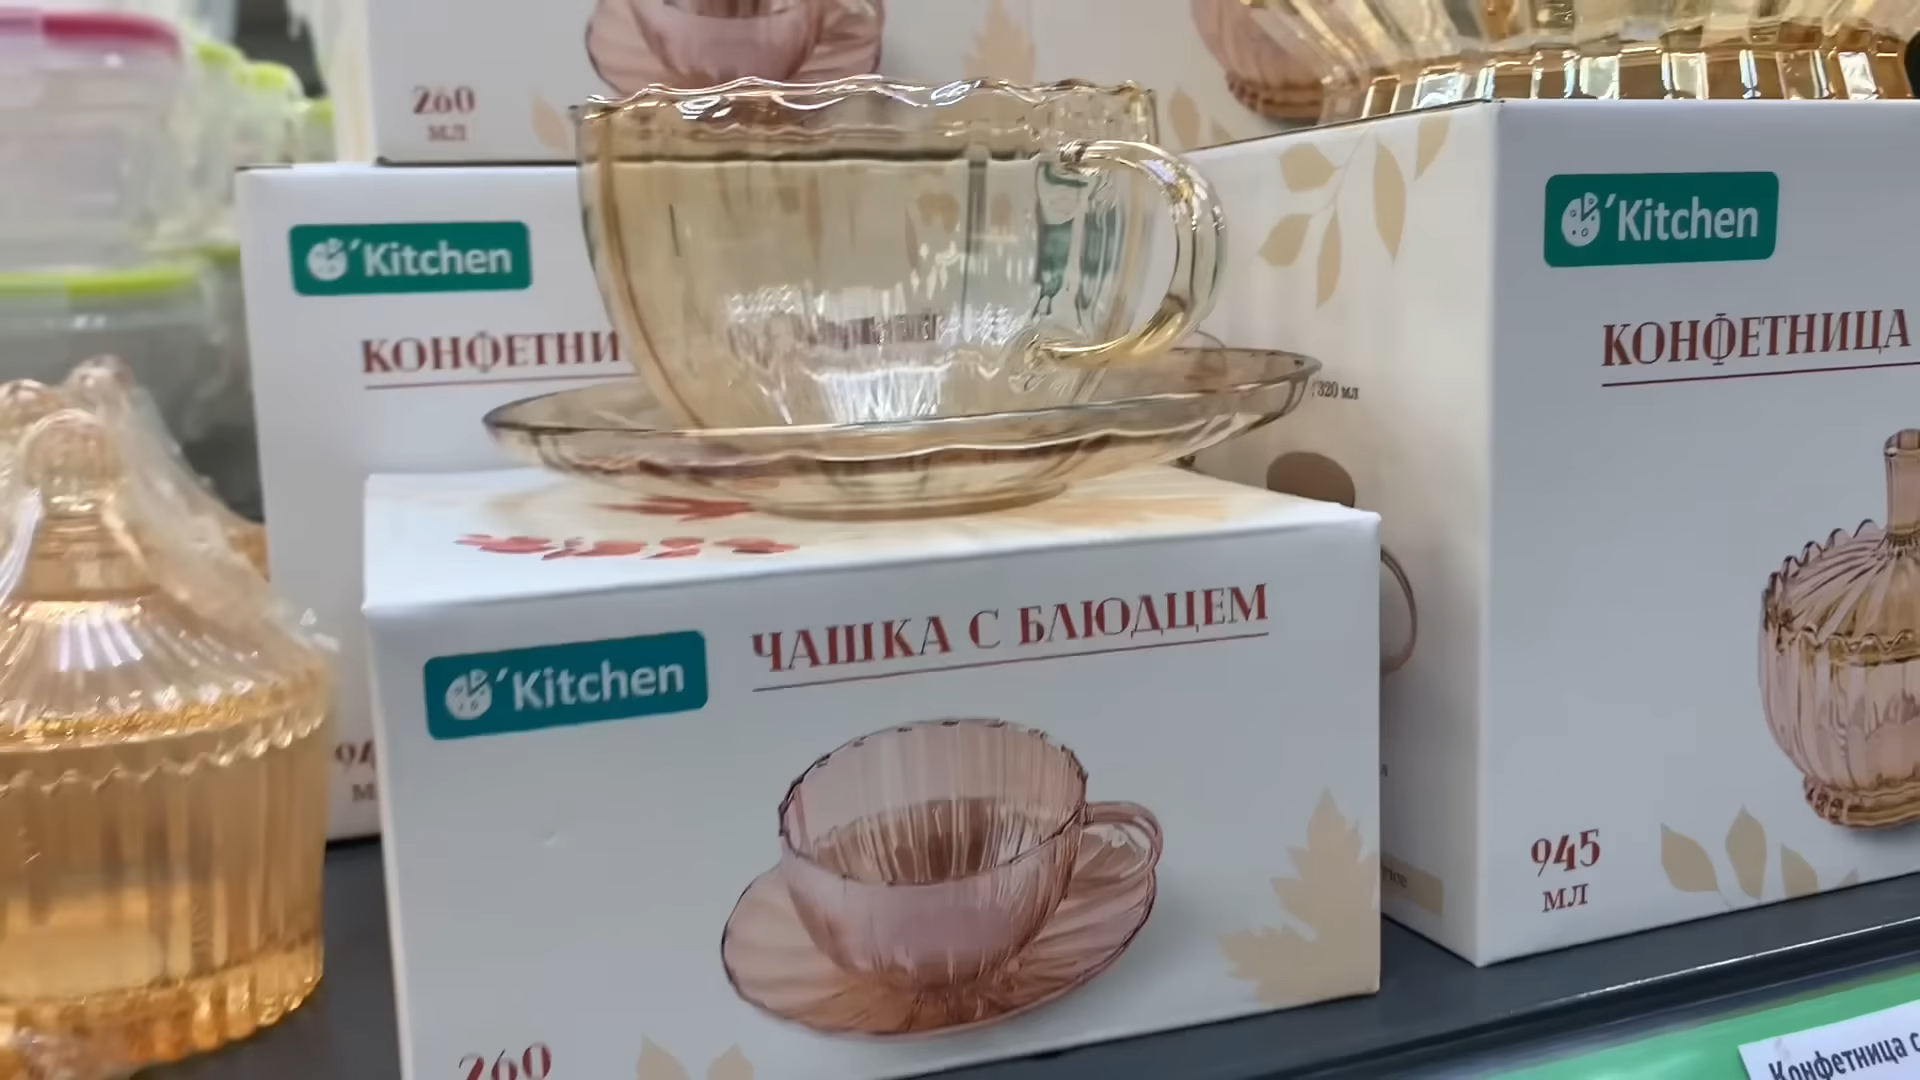 260
мл
´Kitchen
КОНФЕТНИ
´Kitchen
КОНФЕТНИЦА
320 мл
´Kitchen
ЧАШКА С БЛЮДЦЕМ
945
мл
260
Конфетница с